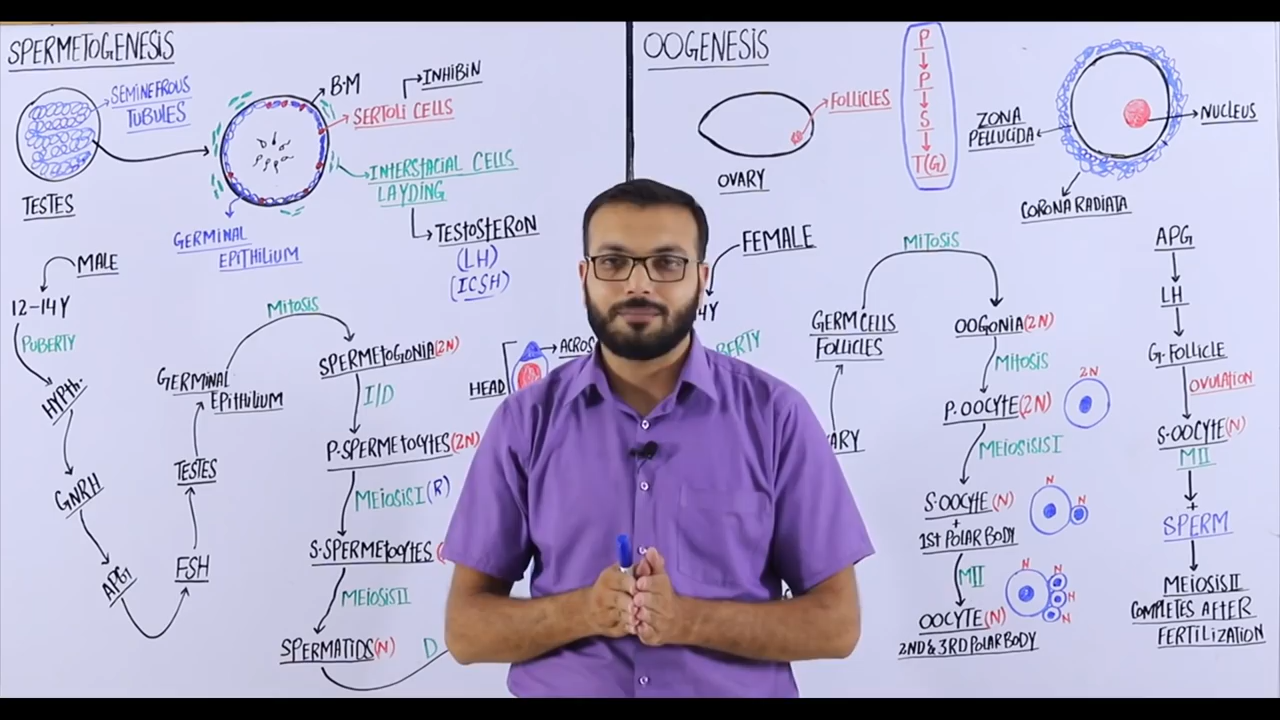 SPERMETOGENESIS
SEMINEFROUS
TUBULES
TESTES
B·M
INHIBIN
SERTOLI CELLS
INTERSTACIAL CELLS
LAYDING
TESTOSTERON
(LH)
(ICSH)
GERMINAL
EPITHILIUM
MALE
12-14Y
PUBERTY
HYPth.
GNRH
APG
FSH
TESTES
GERMINAL
EPITHILIUM
MITOSIS
SPERMETOGONIA(2N)
I/D
P.SPERMETOCYTES(2N)
MEIOSIS I (R)
S.SPERMETOCYTES
MEIOSIS II
SPERMATIDS(N)
D
HEAD
OOGENESIS
FOLLICLES
OVARY
P
P
S
T(G)
ZONA
PELLUCIDA
NUCLEUS
CORONA RADIATA
FEMALE
4Y
GERM CELLS
FOLLICLES
MITOSIS
OOGONIA(2N)
MITOSIS
P.OOCYTE(2N)
2N
MEIOSISIS I
S.OOCYTE(N)
+
1ST POLAR BODY
N
N
MII
OOCYTE(N)
2ND & 3RD POLAR BODY
N
N
N
N
APG
LH
G.FOLLICLE
OVULATION
S.OOCYTE(N)
MII
+
SPERM
MEIOSIS II
COMPLETES AFTER
FERTILIZATION